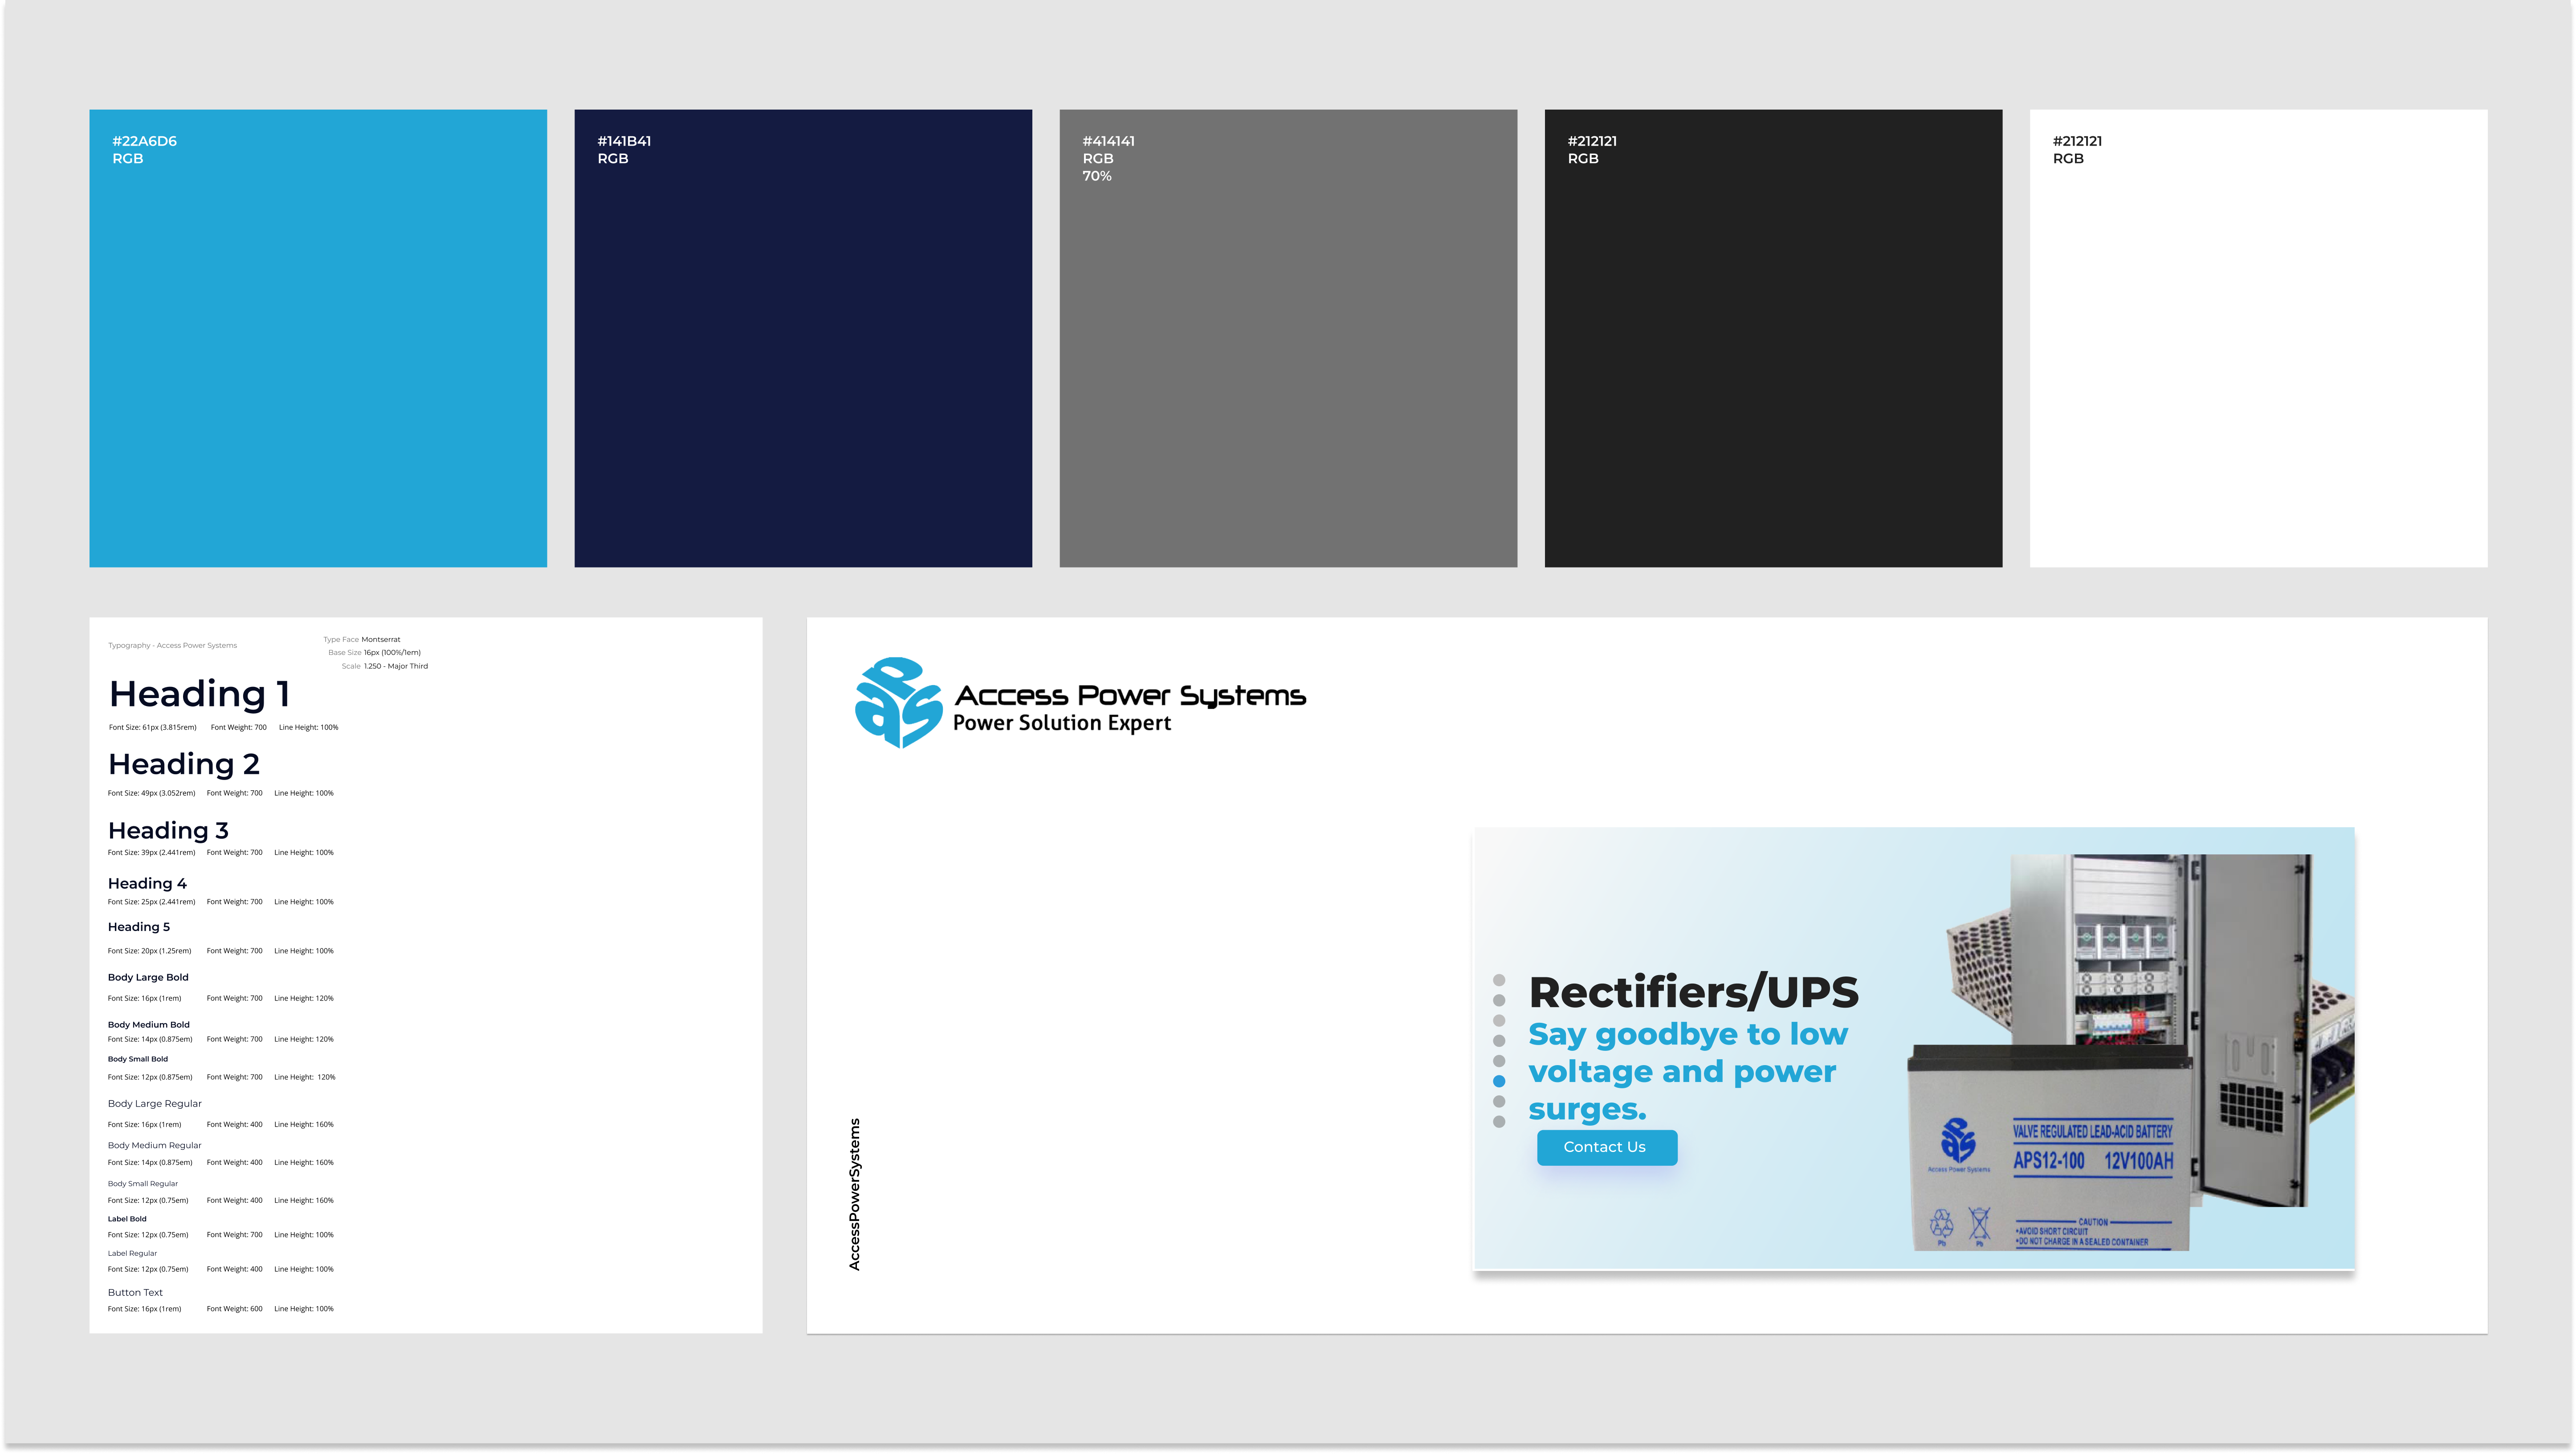 #22A6D6
RGB
#141B41
RGB
#414141
RGB
70%
#212121
RGB
#212121
RGB
Typography - Access Power Systems
Type Face Montserrat
Base Size 16px (100%/1em)
Scale 1.250 - Major Third
Heading 1
Font Size: 61px (3.815rem) Font Weight: 700 Line Height: 100%
Heading 2
Font Size: 49px (3.052rem) Font Weight: 700 Line Height: 100%
Heading 3
Font Size: 39px (2.441rem) Font Weight: 700 Line Height: 100%
Heading 4
Font Size: 25px (2.441rem) Font Weight: 700 Line Height: 100%
Heading 5
Font Size: 20px (1.25rem) Font Weight: 700 Line Height: 100%
Body Large Bold
Font Size: 16px (1rem) Font Weight: 700 Line Height: 120%
Body Medium Bold
Font Size: 14px (0.875em) Font Weight: 700 Line Height: 120%
Body Small Bold
Font Size: 12px (0.875em) Font Weight: 700 Line Height: 120%
Body Large Regular
Font Size: 16px (1rem) Font Weight: 400 Line Height: 160%
Body Medium Regular
Font Size: 14px (0.875em) Font Weight: 400 Line Height: 160%
Body Small Regular
Font Size: 12px (0.75em) Font Weight: 400 Line Height: 160%
Label Bold
Font Size: 12px (0.75em) Font Weight: 700 Line Height: 100%
Label Regular
Font Size: 12px (0.75em) Font Weight: 400 Line Height: 100%
Button Text
Font Size: 16px (1rem) Font Weight: 600 Line Height: 100%
aps
Access Power Systems
Power Solution Expert
AccessPowerSystems
Rectifiers/UPS
Say goodbye to low
voltage and power
surges.
Contact Us
aps
Access Power Systems
VALVE REGULATED LEAD-ACID BATTERY
APS12-100 12V100AH
Pb
Pb
CAUTION
•AVOID SHORT CIRCUIT
•DO NOT CHARGE IN A SEALED CONTAINER